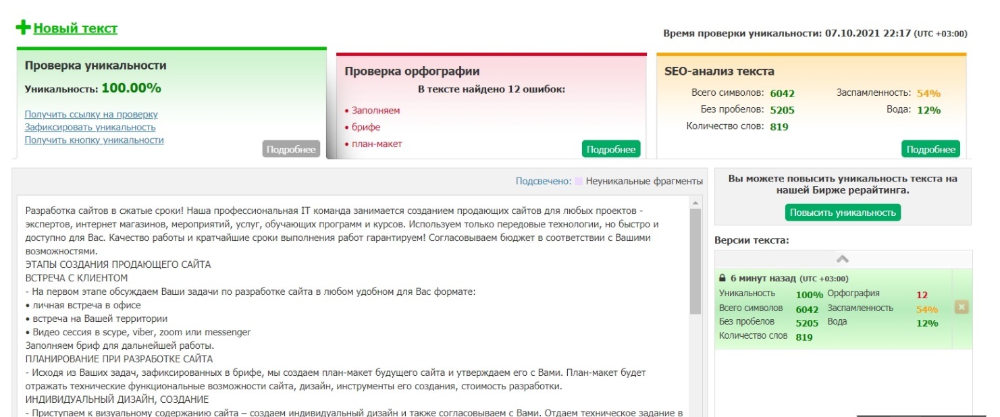 Новый текст
Время проверки уникальности: 07.10.2021 22:17 (UTC +03:00)
Проверка уникальности
Уникальность: 100.00%
Получить ссылку на проверку
Зафиксировать уникальность
Получить кнопку уникальности
Подробнее
Проверка орфографии
В тексте найдено 12 ошибок:
• Заполняем
• брифе
• план-макет
Подробнее
SEO-анализ текста
Всего символов: 6042 Заспамленность: 54%
Без пробелов: 5205 Вода: 12%
Количество слов: 819
Подробнее
Подсвечено: Неуникальные фрагменты
Разработка сайтов в сжатые сроки! Наша профессиональная IT команда занимается созданием продающих сайтов для любых проектов -
экспертов, интернет магазинов, мероприятий, услуг, обучающих программ и курсов. Используем только передовые технологии, но быстро и
доступно для Вас. Качество работы и кратчайшие сроки выполнения работ гарантируем! Согласовываем бюджет в соответствии с Вашими
возможностями.
ЭТАПЫ СОЗДАНИЯ ПРОДАЮЩЕГО САЙТА
ВСТРЕЧА С КЛИЕНТОМ
- На первом этапе обсуждаем Ваши задачи по разработке сайта в любом удобном для Вас формате:
• личная встреча в офисе
• встреча на Вашей территории
• Видео сессия в scype, viber, zoom или messenger
Заполняем бриф для дальнейшей работы.
ПЛАНИРОВАНИЕ ПРИ РАЗРАБОТКЕ САЙТА
- Исходя из Ваших задач, зафиксированных в брифе, мы создаем план-макет будущего сайта и утверждаем его с Вами. План-макет будет
отражать технические функциональные возможности сайта, дизайн, инструменты его создания, стоимость разработки.
ИНДИВИДУАЛЬНЫЙ ДИЗАЙН, СОЗДАНИЕ
- Приступаем к визуальному содержанию сайта – создаем индивидуальный дизайн и также согласовываем с Вами. Отдаем техническое задание в
Вы можете повысить уникальность текста на
нашей Бирже рерайтинга.
Повысить уникальность
Версии текста:
6 минут назад (UTC +03:00)
Уникальность 100% Орфография 12
Всего символов 6042 Заспамленность 54%
Без пробелов 5205 Вода 12%
Количество слов 819